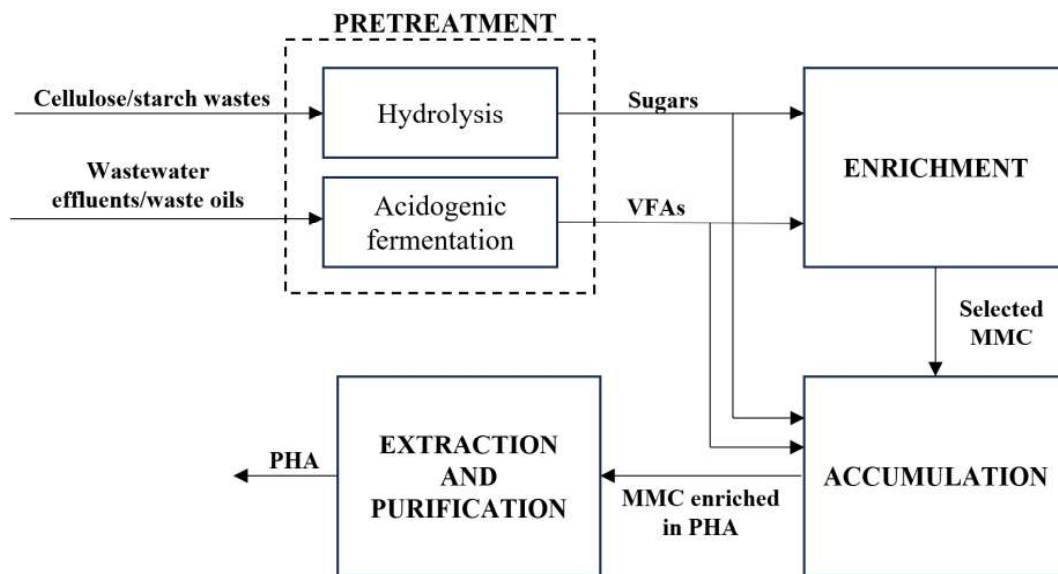 PRETREATMENT
Cellulose/starch wastes
Hydrolysis
Sugars
Wastewater
effluents/waste oils
Acidogenic
fermentation
VFAs
ENRICHMENT
Selected
MMC
ACCUMULATION
MMC enriched
in PHA
EXTRACTION
AND
PURIFICATION
PHA